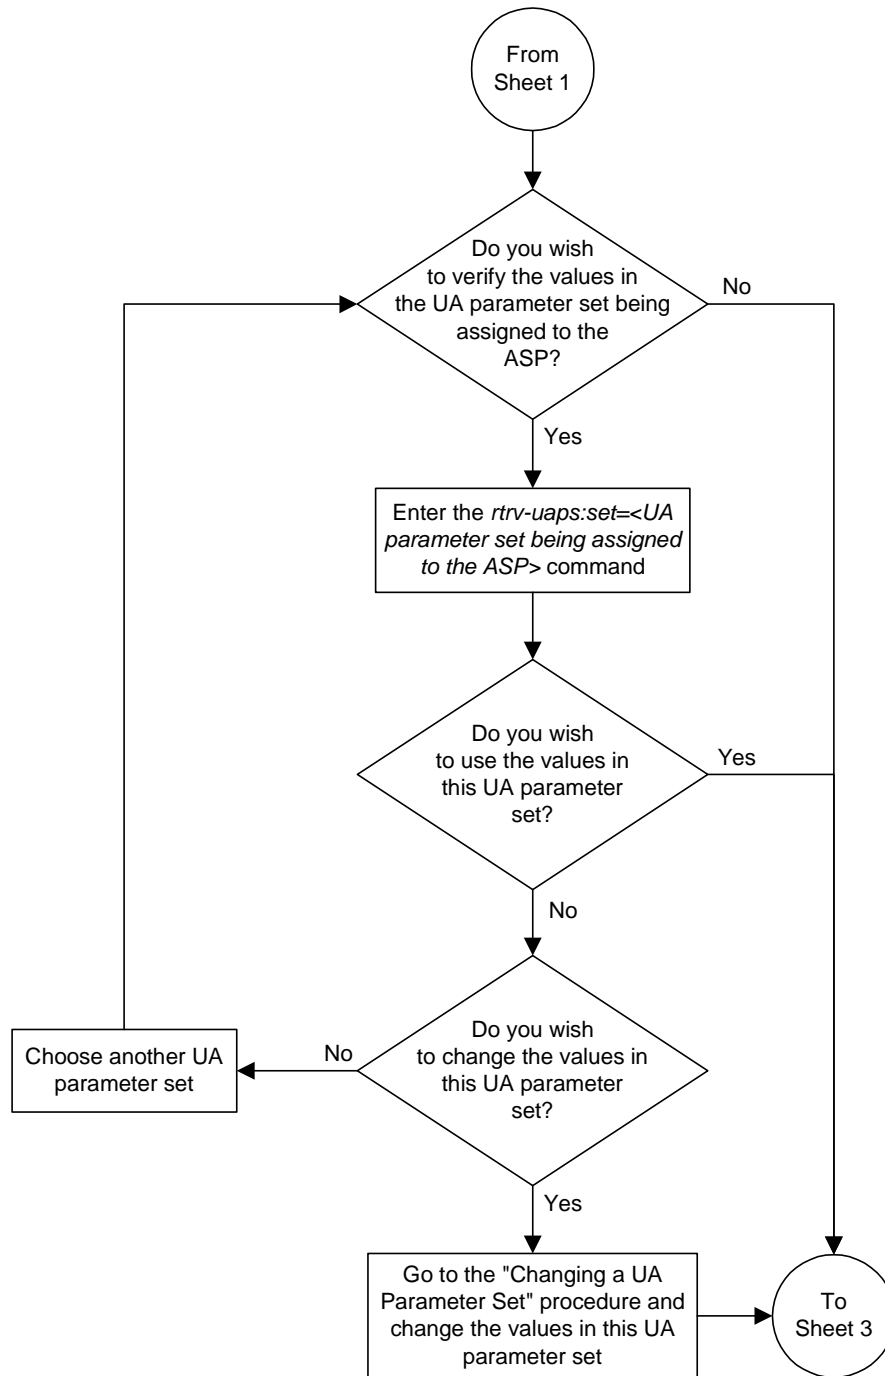 From
Sheet 1
Do you wish
to verify the values in
the UA parameter set being
assigned to the
ASP?
No
Yes
Enter the rtrv-uaps:set=<UA
parameter set being assigned
to the ASP> command
Do you wish
to use the values in
this UA parameter
set?
Yes
No
Do you wish
to change the values in
this UA parameter
set?
No
Choose another UA
parameter set
Yes
Go to the "Changing a UA
Parameter Set" procedure and
change the values in this UA
parameter set
To
Sheet 3